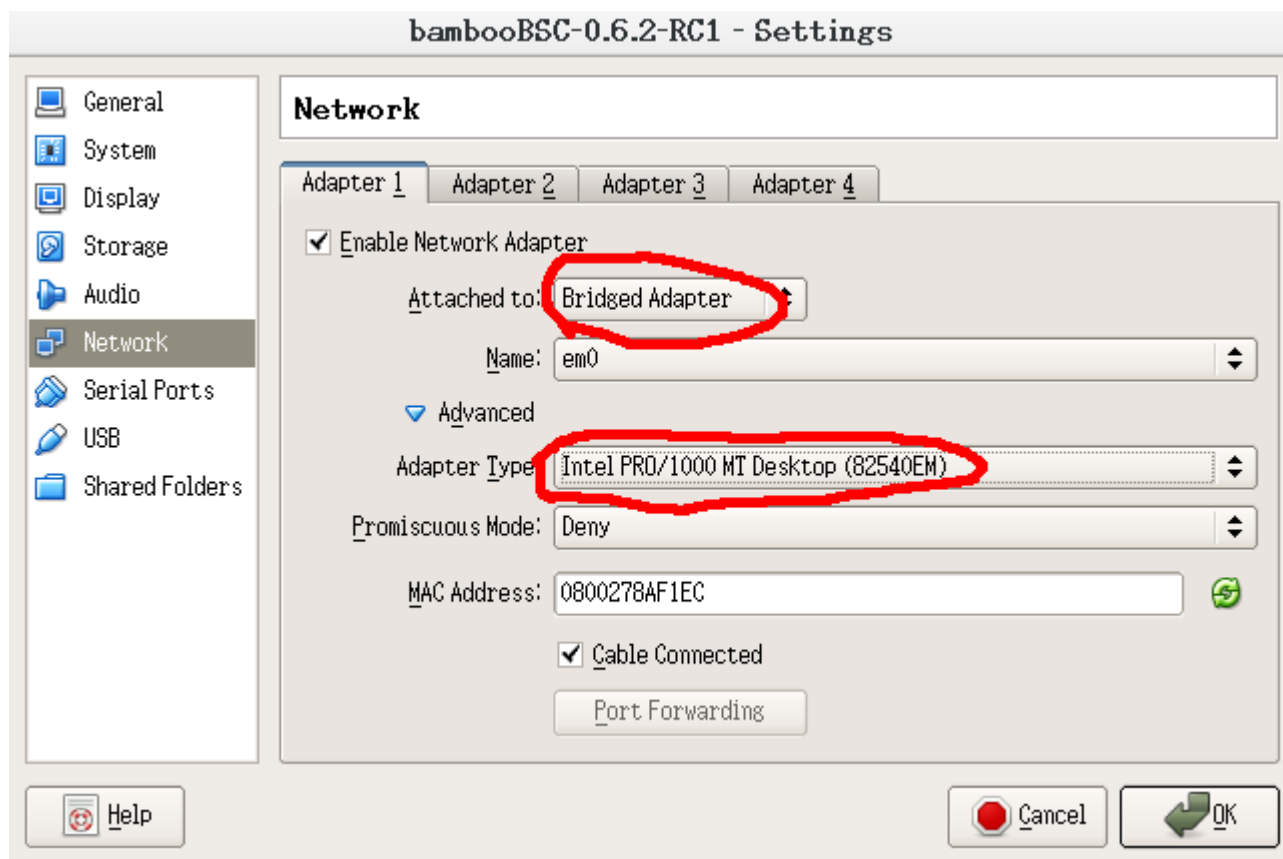 bambooBSC-0.6.2-RC1 - Settings
General
System
Display
Storage
Audio
Network
Serial Ports
USB
Shared Folders
Network
Adapter 1 Adapter 2 Adapter 3 Adapter 4
Enable Network Adapter
Attached to: Bridged Adapter
Name: em0
Advanced
Adapter Type Intel PRO/1000 MT Desktop (82540EM)
Promiscuous Mode: Deny
MAC Address: 0800278AF1EC
Cable Connected
Port Forwarding
Help Cancel OK